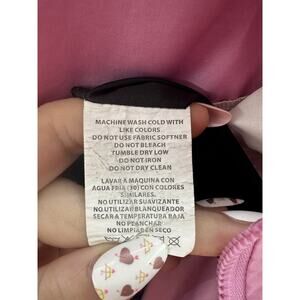 MACHINE WASH COLD WITH
LIKE COLORS
DO NOT USE FABRIC SOFTNER
DO NOT BLEACH
TUMBLE DRY LOW
DO NOT IRON
DO NOT DRY CLEAN
LAVAR A MAQUINA CON
AGUA FRIA (30) CON COLORES
SIMILARES.
NO UTILIZAR SUAVIZANTE
NO UTILIZAR BLANQUEADOR
SECAR A TEMPERATURA BAJA
NO PLANCHAR
NO LIMPIAR EN SECO